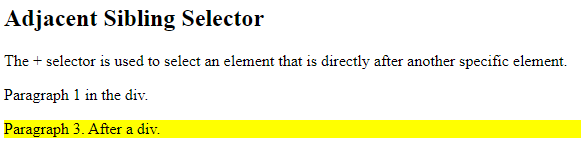 Adjacent Sibling Selector
The + selector is used to select an element that is directly after another specific element.
Paragraph 1 in the div.
Paragraph 3. After a div.